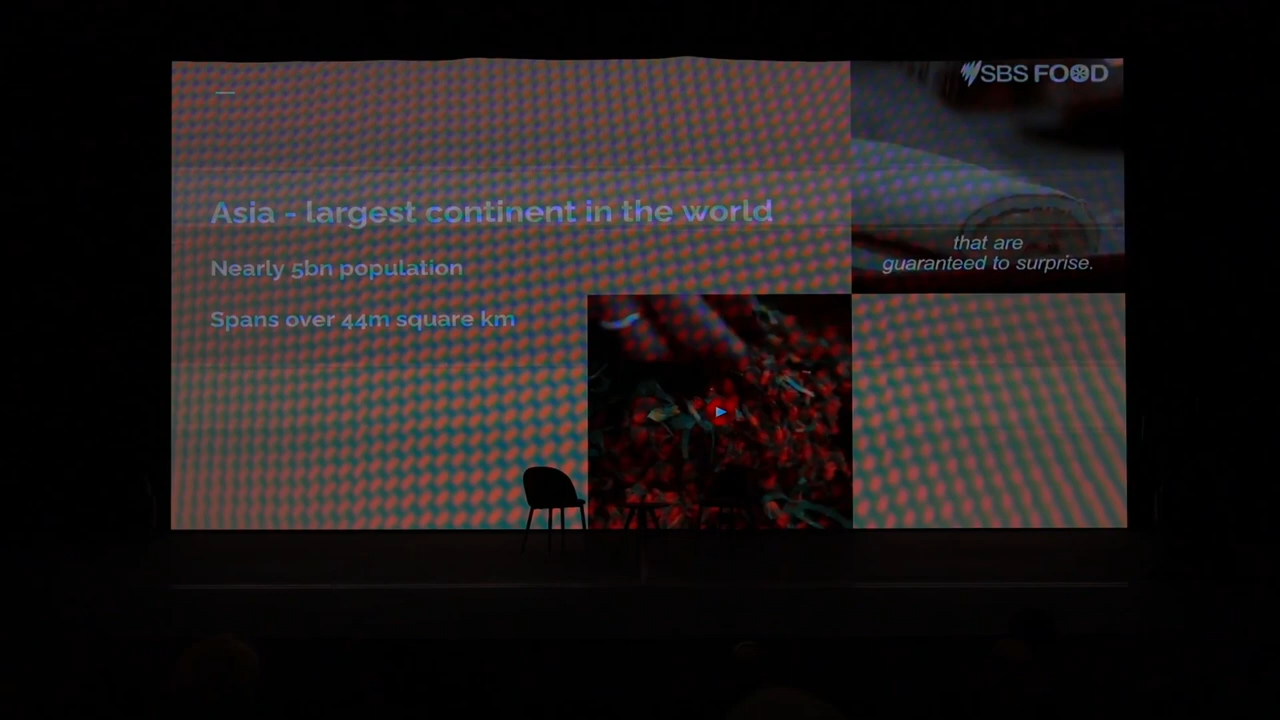 SBS FOOD
Asia - largest continent in the world
Nearly 5bn population
Spans over 44m square km
that are
guaranteed to surprise.